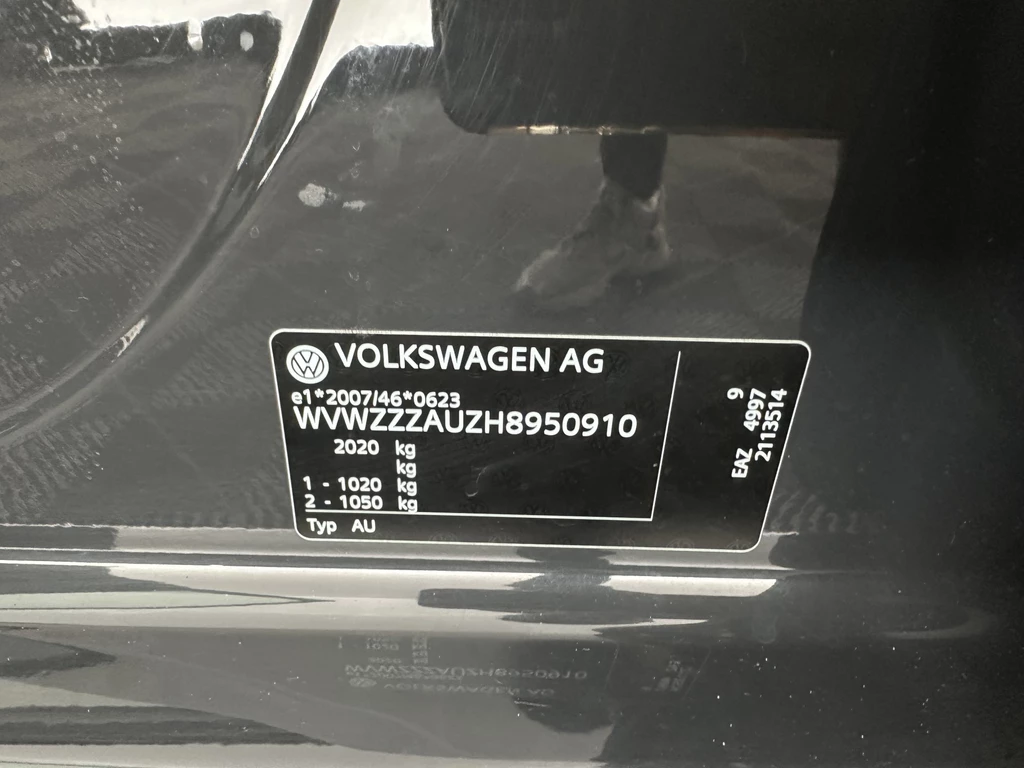 VOLKSWAGEN AG
e1*2007/46*0623
WVWZZZAUZH8950910
2020 kg
kg
1 - 1020 kg
2 - 1050 kg
Typ AU
9
EAZ 4997
2113514